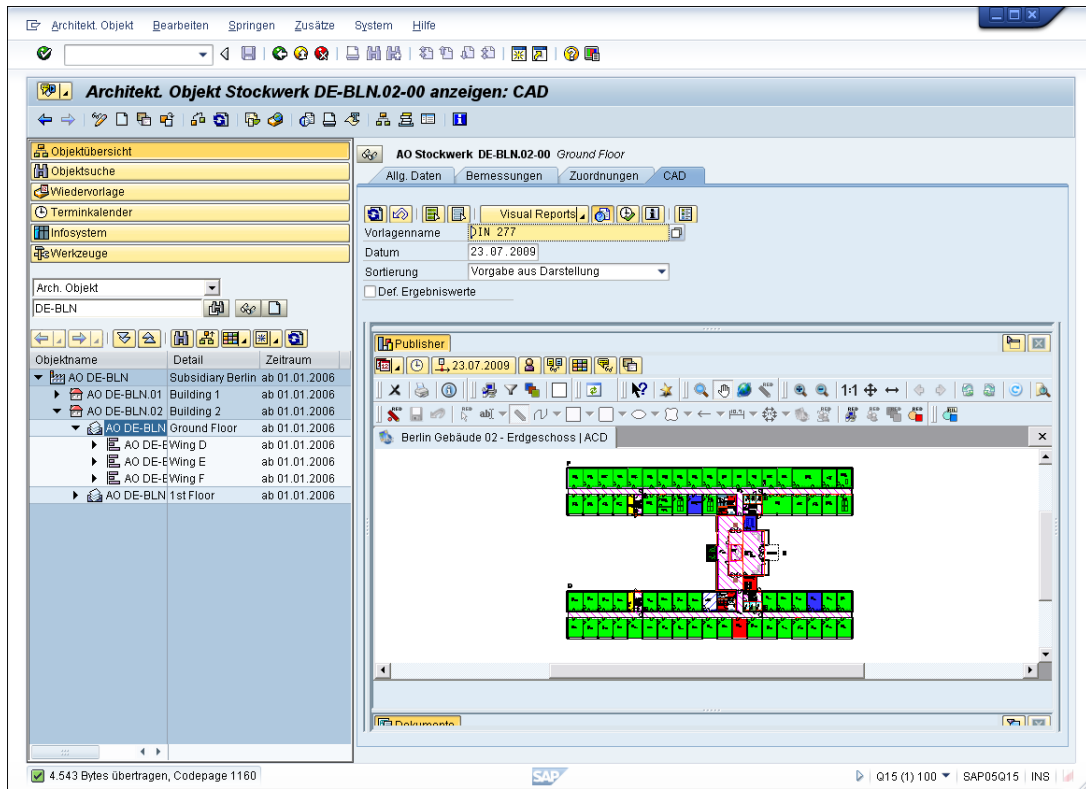 Architekt. Objekt Bearbeiten Springen Zusätze System Hilfe
Architekt. Objekt Stockwerk DE-BLN.02-00 anzeigen: CAD
Objektübersicht
Objektsuche
Wiedervorlage
Terminkalender
Infosystem
Werkzeuge
Arch. Objekt
DE-BLN
Objektname Detail Zeitraum
AO DE-BLN Subsidiary Berlin ab 01.01.2006
AO DE-BLN.01 Building 1 ab 01.01.2006
AO DE-BLN.02 Building 2 ab 01.01.2006
AO DE-BLN Ground Floor ab 01.01.2006
AO DE-E Wing D ab 01.01.2006
AO DE-E Wing E ab 01.01.2006
AO DE-E Wing F ab 01.01.2006
AO DE-BLN 1st Floor ab 01.01.2006
AO Stockwerk DE-BLN.02-00 Ground Floor
Allg. Daten Bemessungen Zuordnungen CAD
Visual Reports
Vorlagenname DIN 277
Datum 23.07.2009
Sortierung Vorgabe aus Darstellung
Def. Ergebniswerte
Publisher
23.07.2009
1:1
abI
Berlin Gebäude 02 - Erdgeschoss | ACD
F
D
Dokumente
4.543 Bytes übertragen, Codepage 1160
SAP
Q15 (1) 100 SAP05Q15 INS